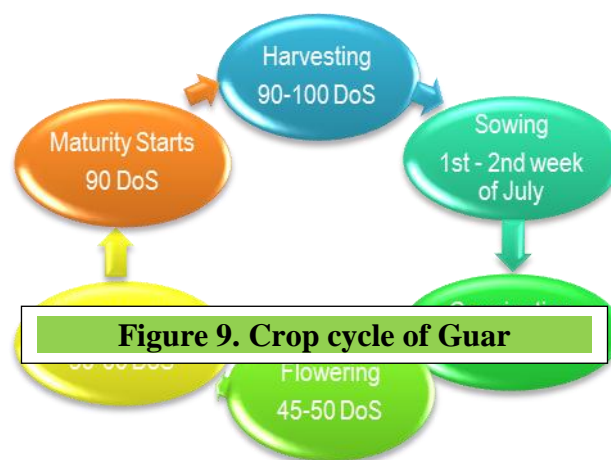 Harvesting
90-100 DoS
Sowing
1st - 2nd week
of July
Maturity Starts
90 DoS
Figure 9. Crop cycle of Guar
DoS
Flowering
45-50 DoS